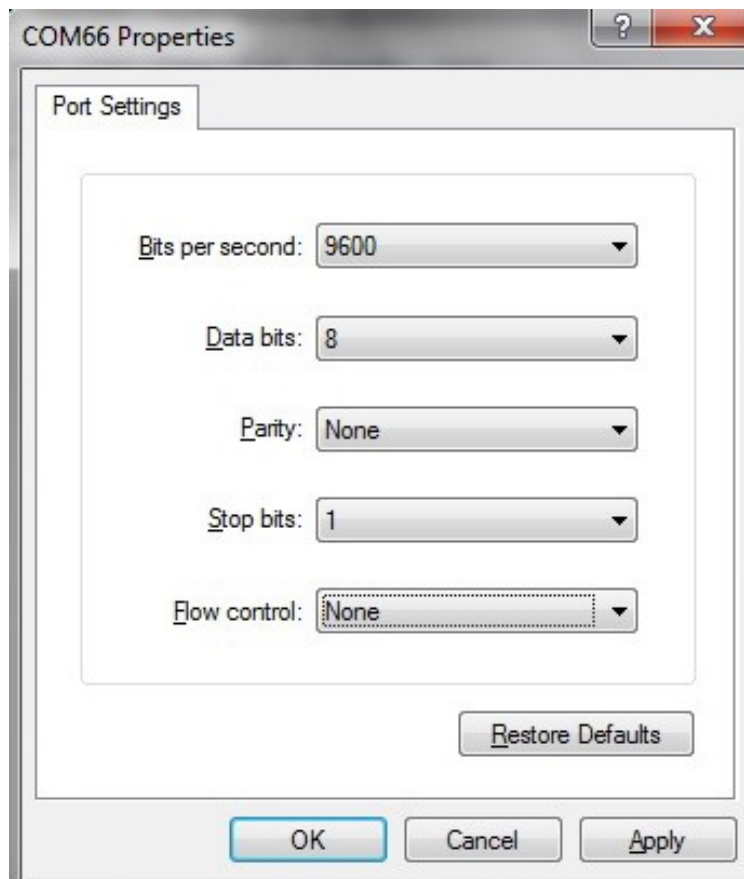 COM66 Properties
?
X
Port Settings
Bits per second: 9600
Data bits: 8
Parity: None
Stop bits: 1
Flow control: None
Restore Defaults
OK Cancel Apply